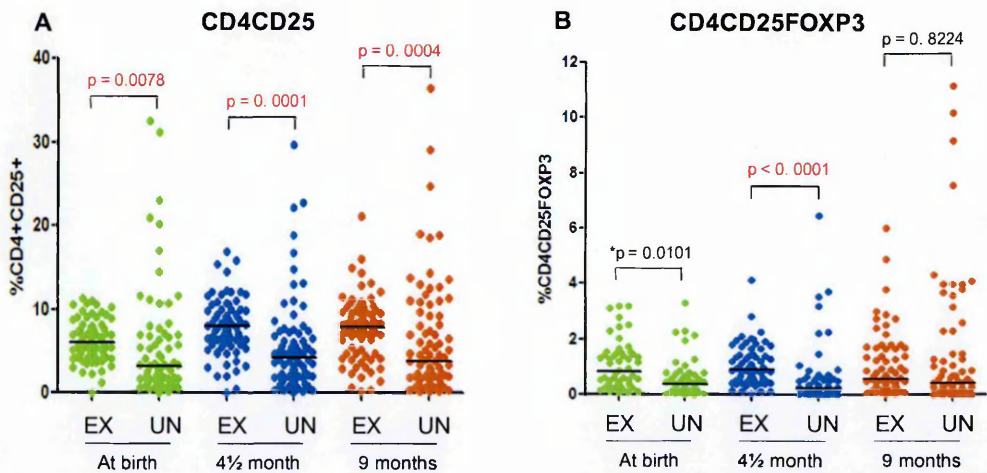 A
CD4CD25
%CD4+CD25+
40
30
20
10
0
p = 0.0078
p = 0. 0001
p = 0. 0004
EX UN EX UN EX UN
At birth 4½ month 9 months
B
CD4CD25FOXP3
%CD4CD25FOXP3
12
10
8
6
4
2
0
*p = 0.0101
p < 0. 0001
p = 0. 8224
EX UN EX UN EX UN
At birth 4½ month 9 months